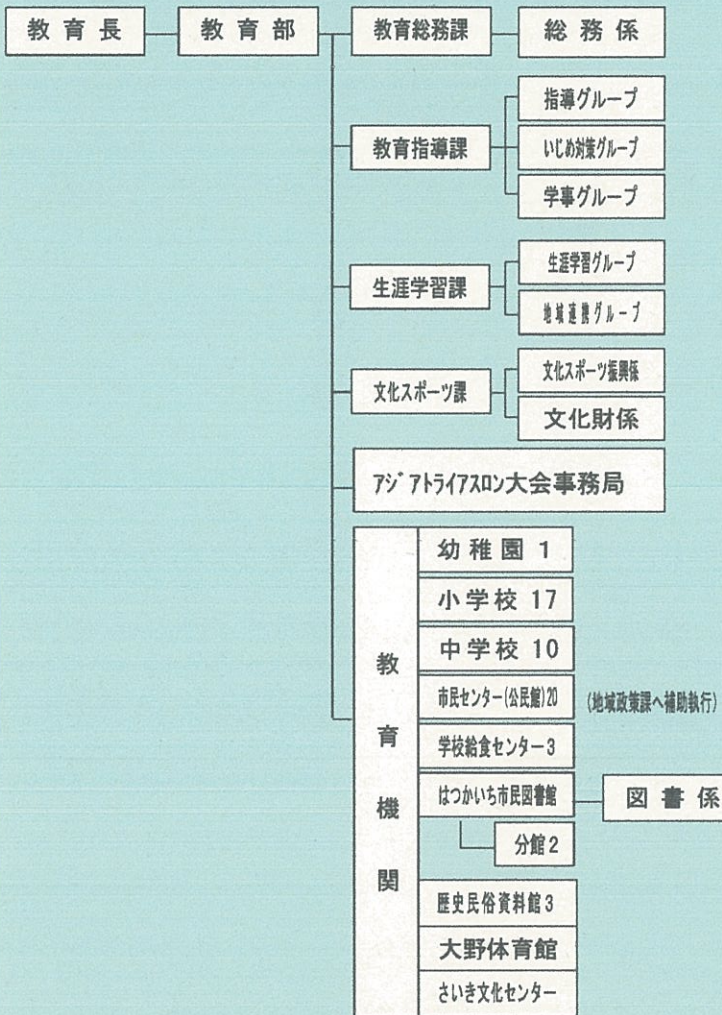 教育長
教育部
教育総務課
総務係
教育指導課
指導グループ
いじめ対策グループ
学事グループ
生涯学習課
生涯学習グループ
地域連携グループ
文化スポーツ課
文化スポーツ振興係
文化財係
アジアトライアスロン大会事務局
教育機関
幼稚園 1
小学校 17
中学校 10
市民センター(公民館)20
(地域政策課へ補助執行)
学校給食センター3
はつかいち市民図書館
図書係
分館2
歴史民俗資料館3
大野体育館
さいき文化センター